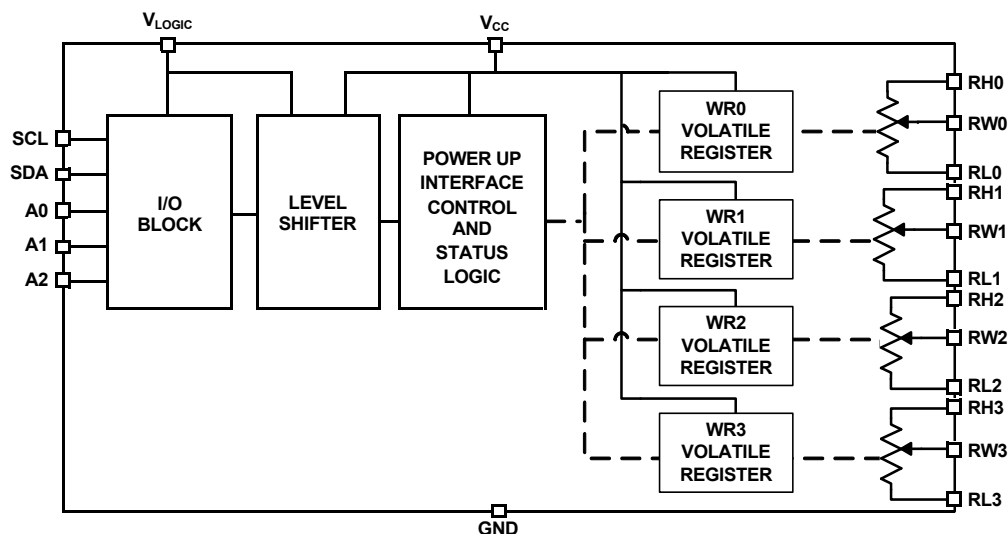 VLOGIC
VCC
SCL
SDA
A0
A1
A2
I/O
BLOCK
LEVEL
SHIFTER
POWER UP
INTERFACE
CONTROL
AND
STATUS
LOGIC
WR0
VOLATILE
REGISTER
WR1
VOLATILE
REGISTER
WR2
VOLATILE
REGISTER
WR3
VOLATILE
REGISTER
RH0
RW0
RL0
RH1
RW1
RL1
RH2
RW2
RL2
RH3
RW3
RL3
GND